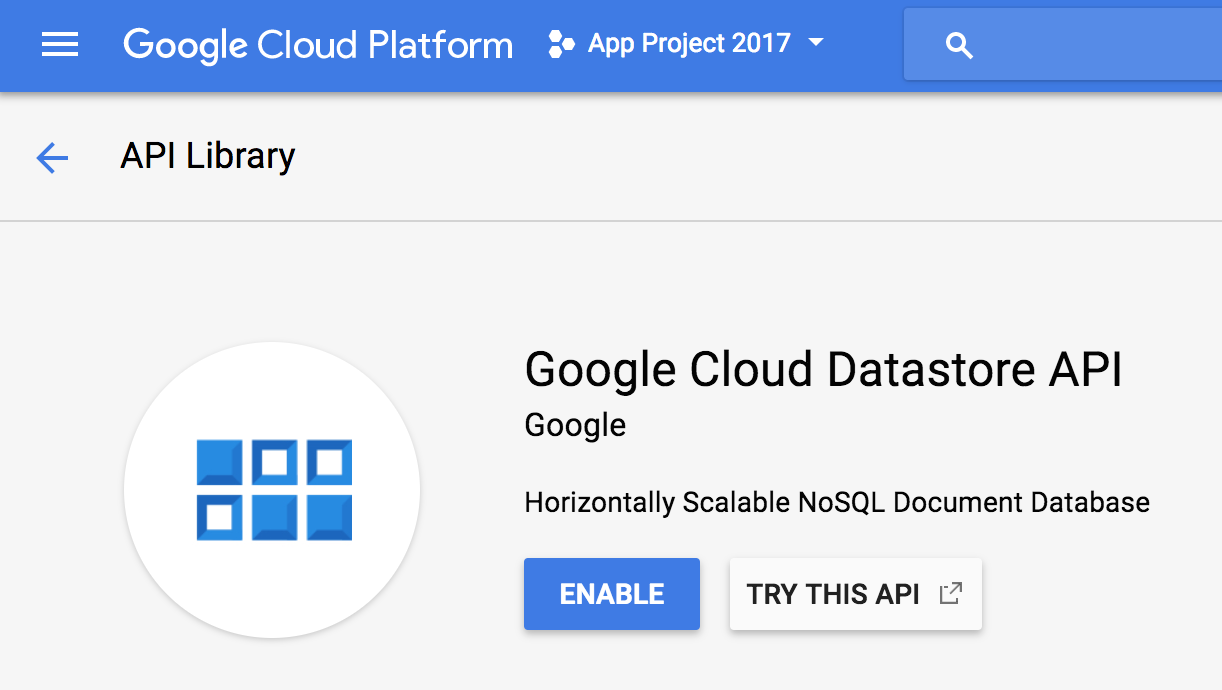 Google Cloud Platform App Project 2017
API Library
Google Cloud Datastore API
Google
Horizontally Scalable NoSQL Document Database
ENABLE TRY THIS API